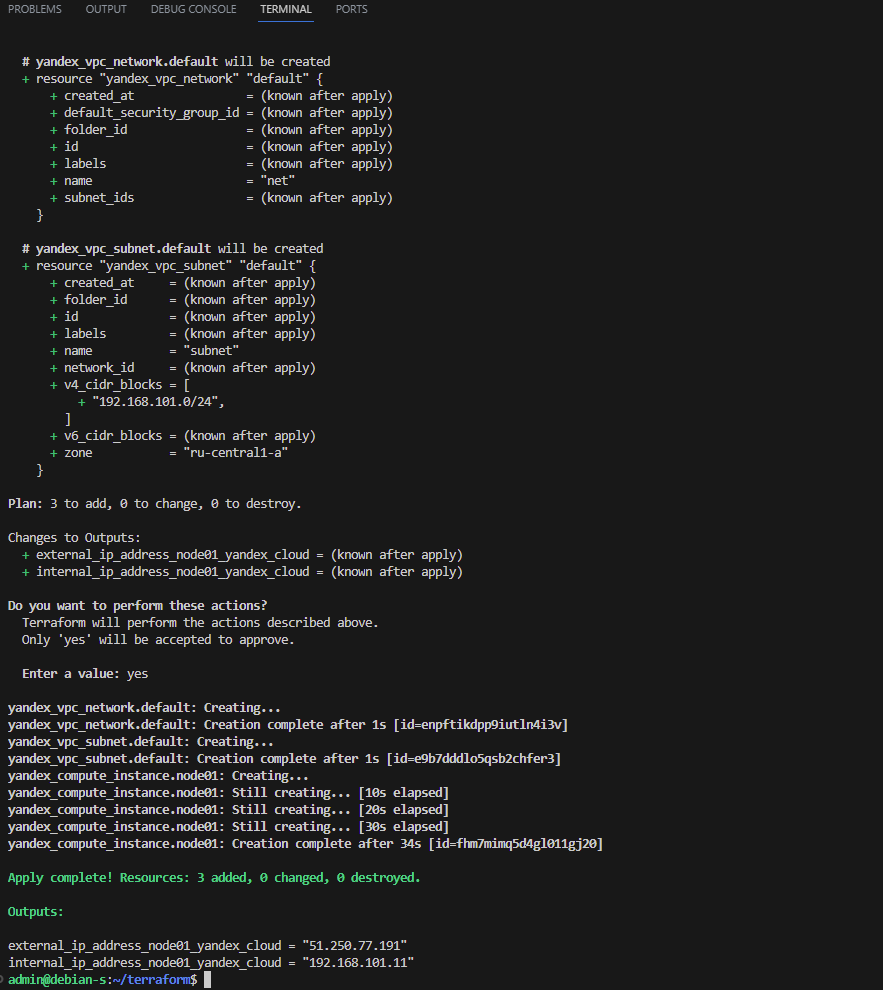 PROBLEMS OUTPUT DEBUG CONSOLE TERMINAL PORTS
# yandex_vpc_network.default will be created
+ resource "yandex_vpc_network" "default" {
+ created_at = (known after apply)
+ default_security_group_id = (known after apply)
+ folder_id = (known after apply)
+ id = (known after apply)
+ labels = (known after apply)
+ name = "net"
+ subnet_ids = (known after apply)
}
# yandex_vpc_subnet.default will be created
+ resource "yandex_vpc_subnet" "default" {
+ created_at = (known after apply)
+ folder_id = (known after apply)
+ id = (known after apply)
+ labels = (known after apply)
+ name = "subnet"
+ network_id = (known after apply)
+ v4_cidr_blocks = [
+ "192.168.101.0/24",
]
+ v6_cidr_blocks = (known after apply)
+ zone = "ru-central1-a"
}
Plan: 3 to add, 0 to change, 0 to destroy.
Changes to Outputs:
+ external_ip_address_node01_yandex_cloud = (known after apply)
+ internal_ip_address_node01_yandex_cloud = (known after apply)
Do you want to perform these actions?
Terraform will perform the actions described above.
Only 'yes' will be accepted to approve.
Enter a value: yes
yandex_vpc_network.default: Creating...
yandex_vpc_network.default: Creation complete after 1s [id=enpftikdpp9iutln4i3v]
yandex_vpc_subnet.default: Creating...
yandex_vpc_subnet.default: Creation complete after 1s [id=e9b7dddlo5qsb2chfer3]
yandex_compute_instance.node01: Creating...
yandex_compute_instance.node01: Still creating... [10s elapsed]
yandex_compute_instance.node01: Still creating... [20s elapsed]
yandex_compute_instance.node01: Still creating... [30s elapsed]
yandex_compute_instance.node01: Creation complete after 34s [id=fhm7mimq5d4gl011gj20]
Apply complete! Resources: 3 added, 0 changed, 0 destroyed.
Outputs:
external_ip_address_node01_yandex_cloud = "51.250.77.191"
internal_ip_address_node01_yandex_cloud = "192.168.101.11"
admin@debian-s:~/terraform$